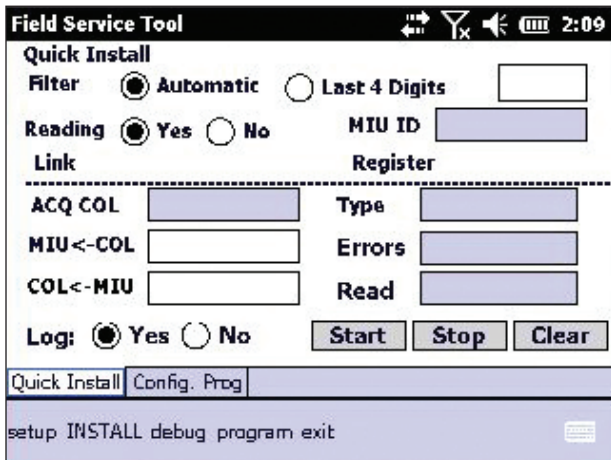 Field Service Tool 2:09
Quick Install
Filter Automatic Last 4 Digits
Reading Yes No MIU ID
Link Register
ACQ COL Type
MIU<-COL Errors
COL<-MIU Read
Log: Yes No Start Stop Clear
Quick Install Config. Prog
setup INSTALL debug program exit